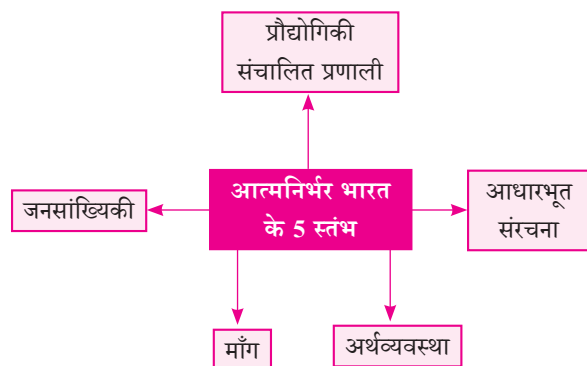 प्रौद्योगिकी
संचालित प्रणाली
जनसांख्यिकी
आत्मनिर्भर भारत
के 5 स्तंभ
आधारभूत
संरचना
माँग
अर्थव्यवस्था